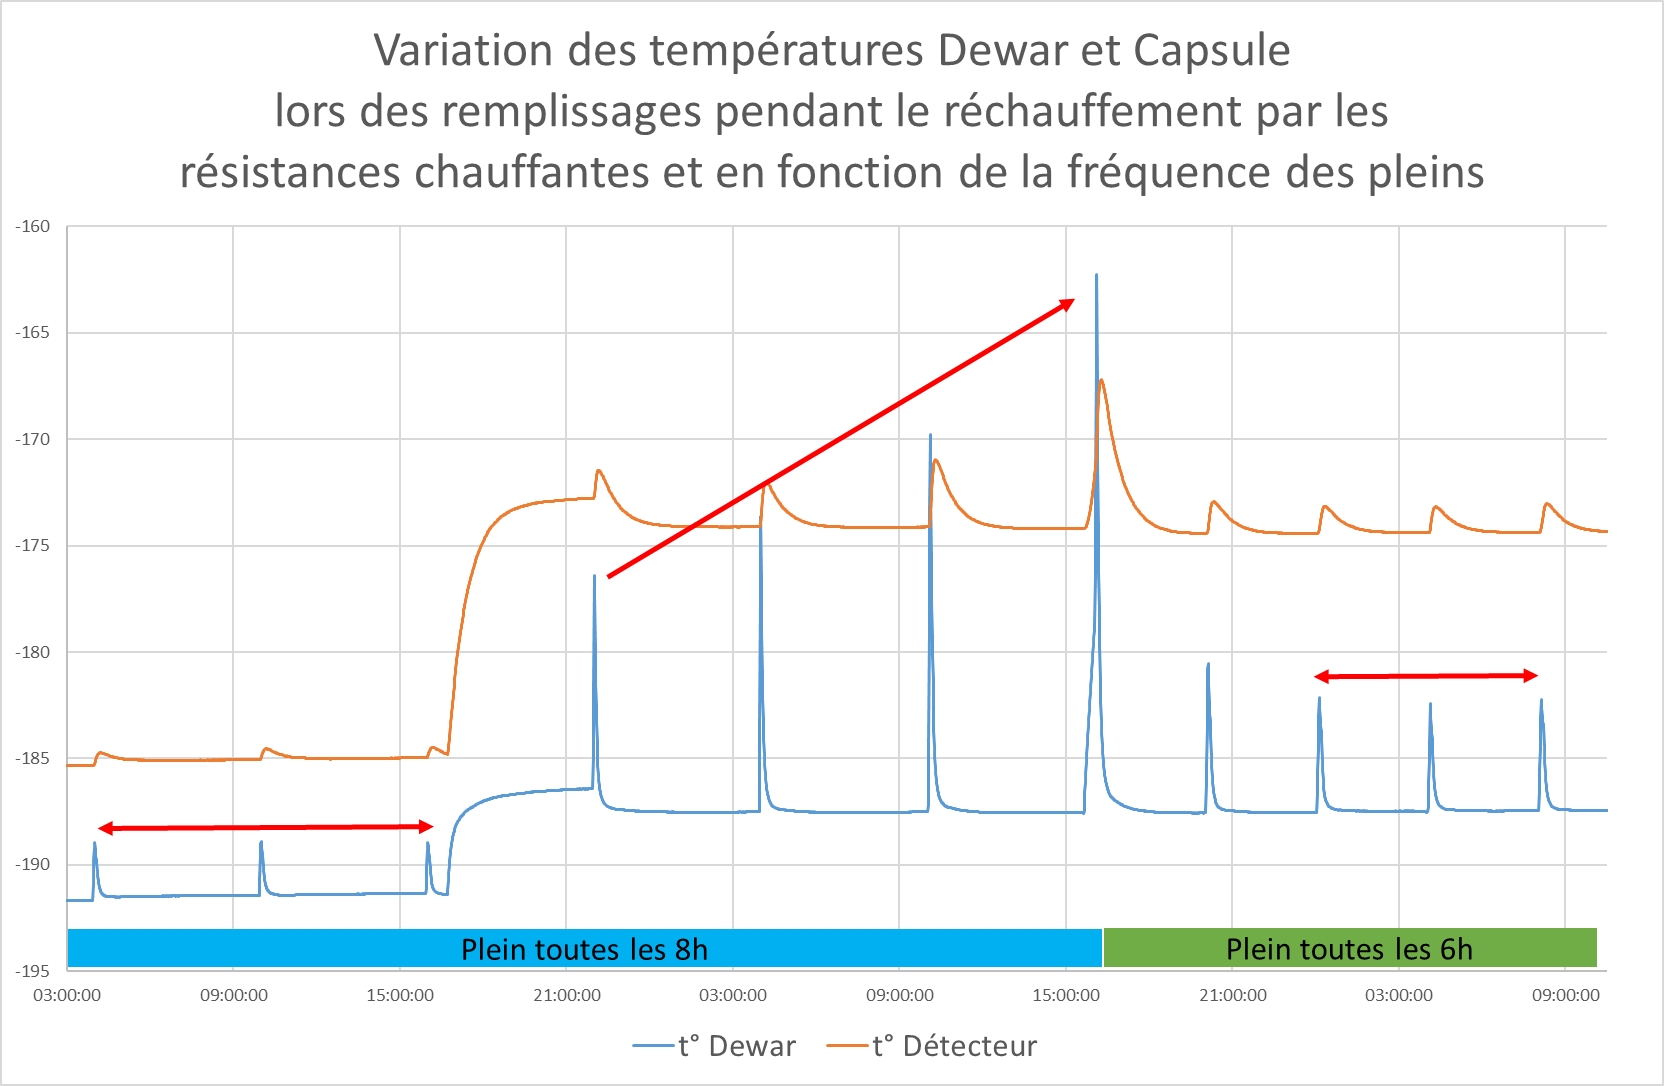 Variation des températures Dewar et Capsule
lors des remplissages pendant le réchauffement par les
résistances chauffantes et en fonction de la fréquence des pleins
-160
-165
-170
-175
-180
-185
-190
-195
Plein toutes les 8h
Plein toutes les 6h
03:00:00
09:00:00
15:00:00
21:00:00
03:00:00
09:00:00
15:00:00
21:00:00
03:00:00
09:00:00
t° Dewar
t° Détecteur